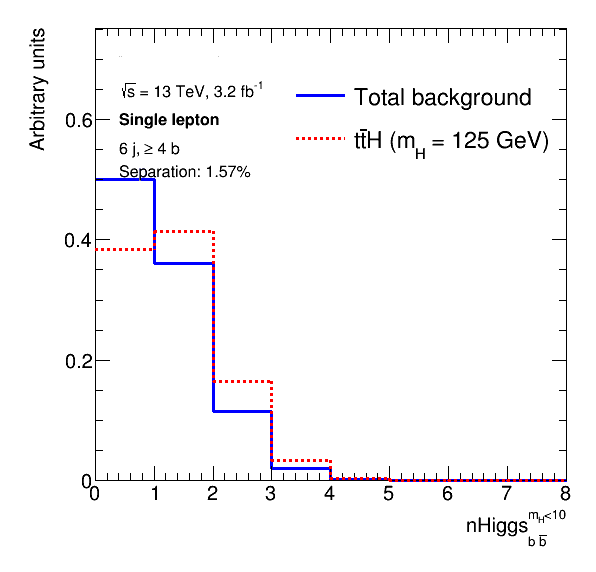 Arbitrary units
√s = 13 TeV, 3.2 fb⁻¹
Single lepton
6 j, ≥ 4 b
Separation: 1.57%
Total background
tt̄H (m_H = 125 GeV)
0.6
0.4
0.2
0
0 1 2 3 4 5 6 7 8
nHiggs_{b b̄}^{m_H<10}